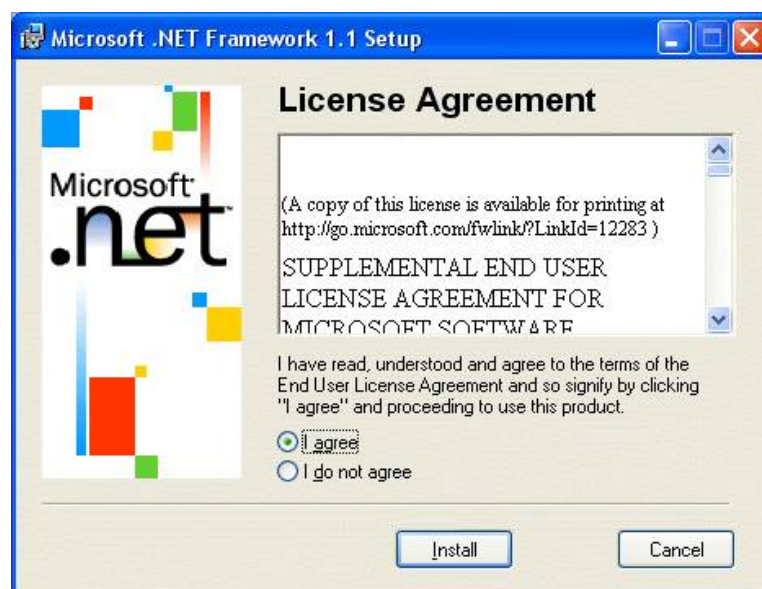 Microsoft .NET Framework 1.1 Setup
Microsoft
.net
License Agreement
(A copy of this license is available for printing at
http://go.microsoft.com/fwlink/?LinkId=12283 )
SUPPLEMENTAL END USER
LICENSE AGREEMENT FOR
MICROSOFT SOFTWARE
I have read, understood and agree to the terms of the
End User License Agreement and so signify by clicking
"I agree" and proceeding to use this product.
I agree
I do not agree
Install
Cancel